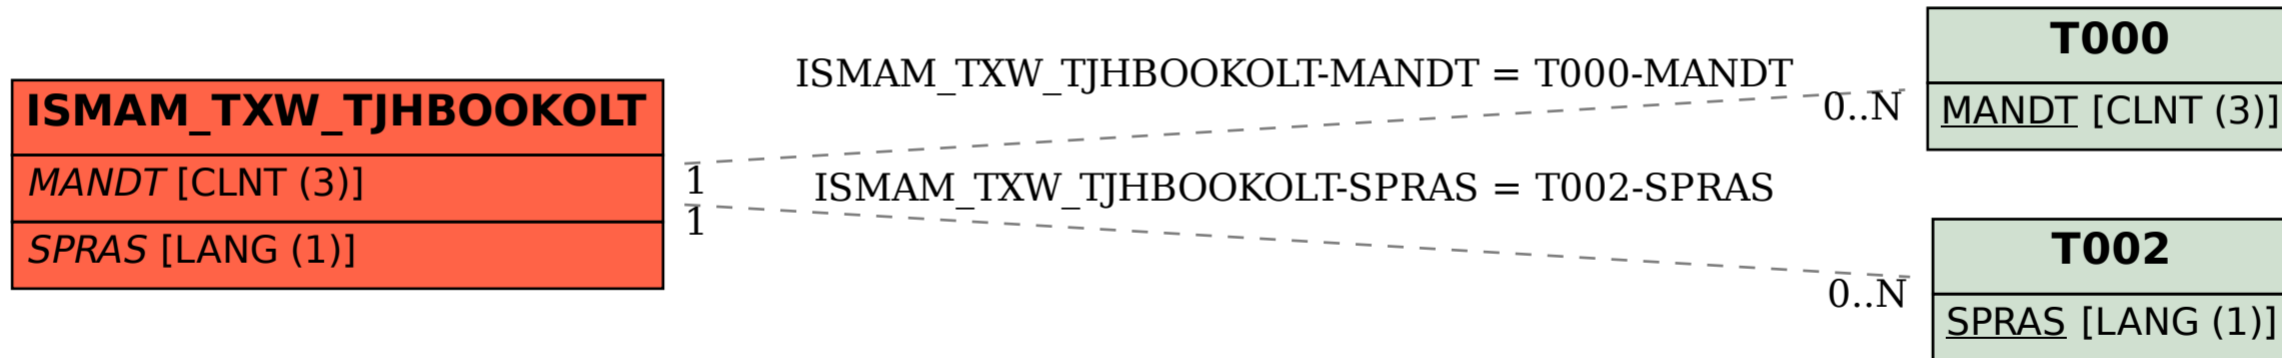 ISMAM_TXW_TJHBOOKOLT
MANDT [CLNT (3)]
SPRAS [LANG (1)]
ISMAM_TXW_TJHBOOKOLT-MANDT = T000-MANDT
1
0..N
ISMAM_TXW_TJHBOOKOLT-SPRAS = T002-SPRAS
1
0..N
T000
MANDT [CLNT (3)]
T002
SPRAS [LANG (1)]